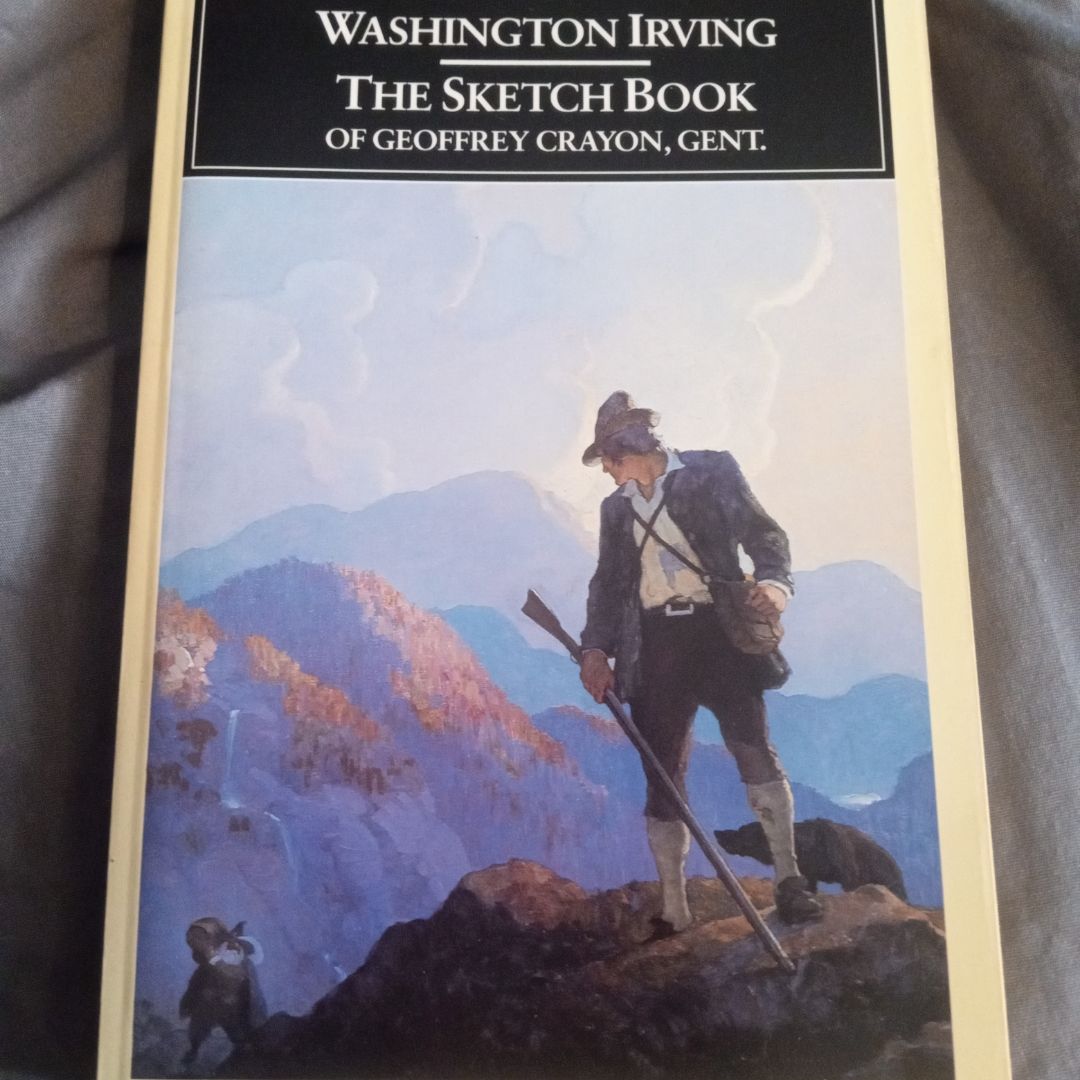 WASHINGTON IRVING
THE SKETCH BOOK
OF GEOFFREY CRAYON, GENT.